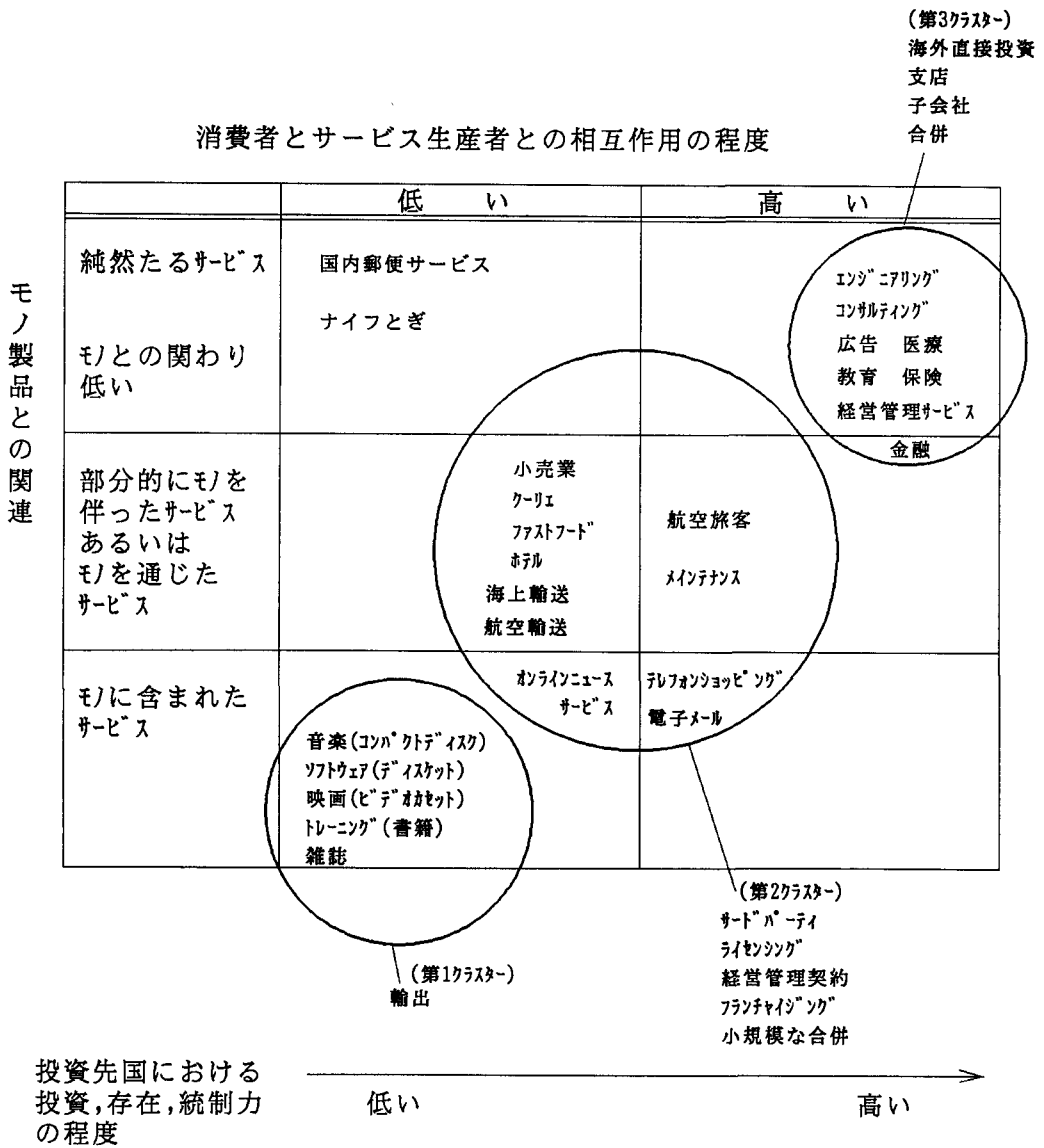 (第3クラスター)
海外直接投資
支店
子会社
合併
消費者とサービス生産者との相互作用の程度
低い
高い
モノ製品との関連
純然たるサービス
モノとの関わり
低い
国内郵便サービス
ナイフとぎ
エンジニアリング
コンサルティング
広告 医療
教育 保険
経営管理サービス
金融
部分的にモノを
伴ったサービス
あるいは
モノを通じた
サービス
小売業
クーリエ
ファストフード
ホテル
海上輸送
航空輸送
航空旅客
メインテナンス
モノに含まれた
サービス
オンラインニュース
サービス
テレフォンショッピング
電子メール
音楽(コンパクトディスク)
ソフトウェア(ディスケット)
映画(ビデオカセット)
トレーニング(書籍)
雑誌
(第1クラスター)
輸出
(第2クラスター)
サードパーティ
ライセンシング
経営管理契約
フランチャイジング
小規模な合併
投資先国における
投資,存在,統制力
の程度
低い
高い